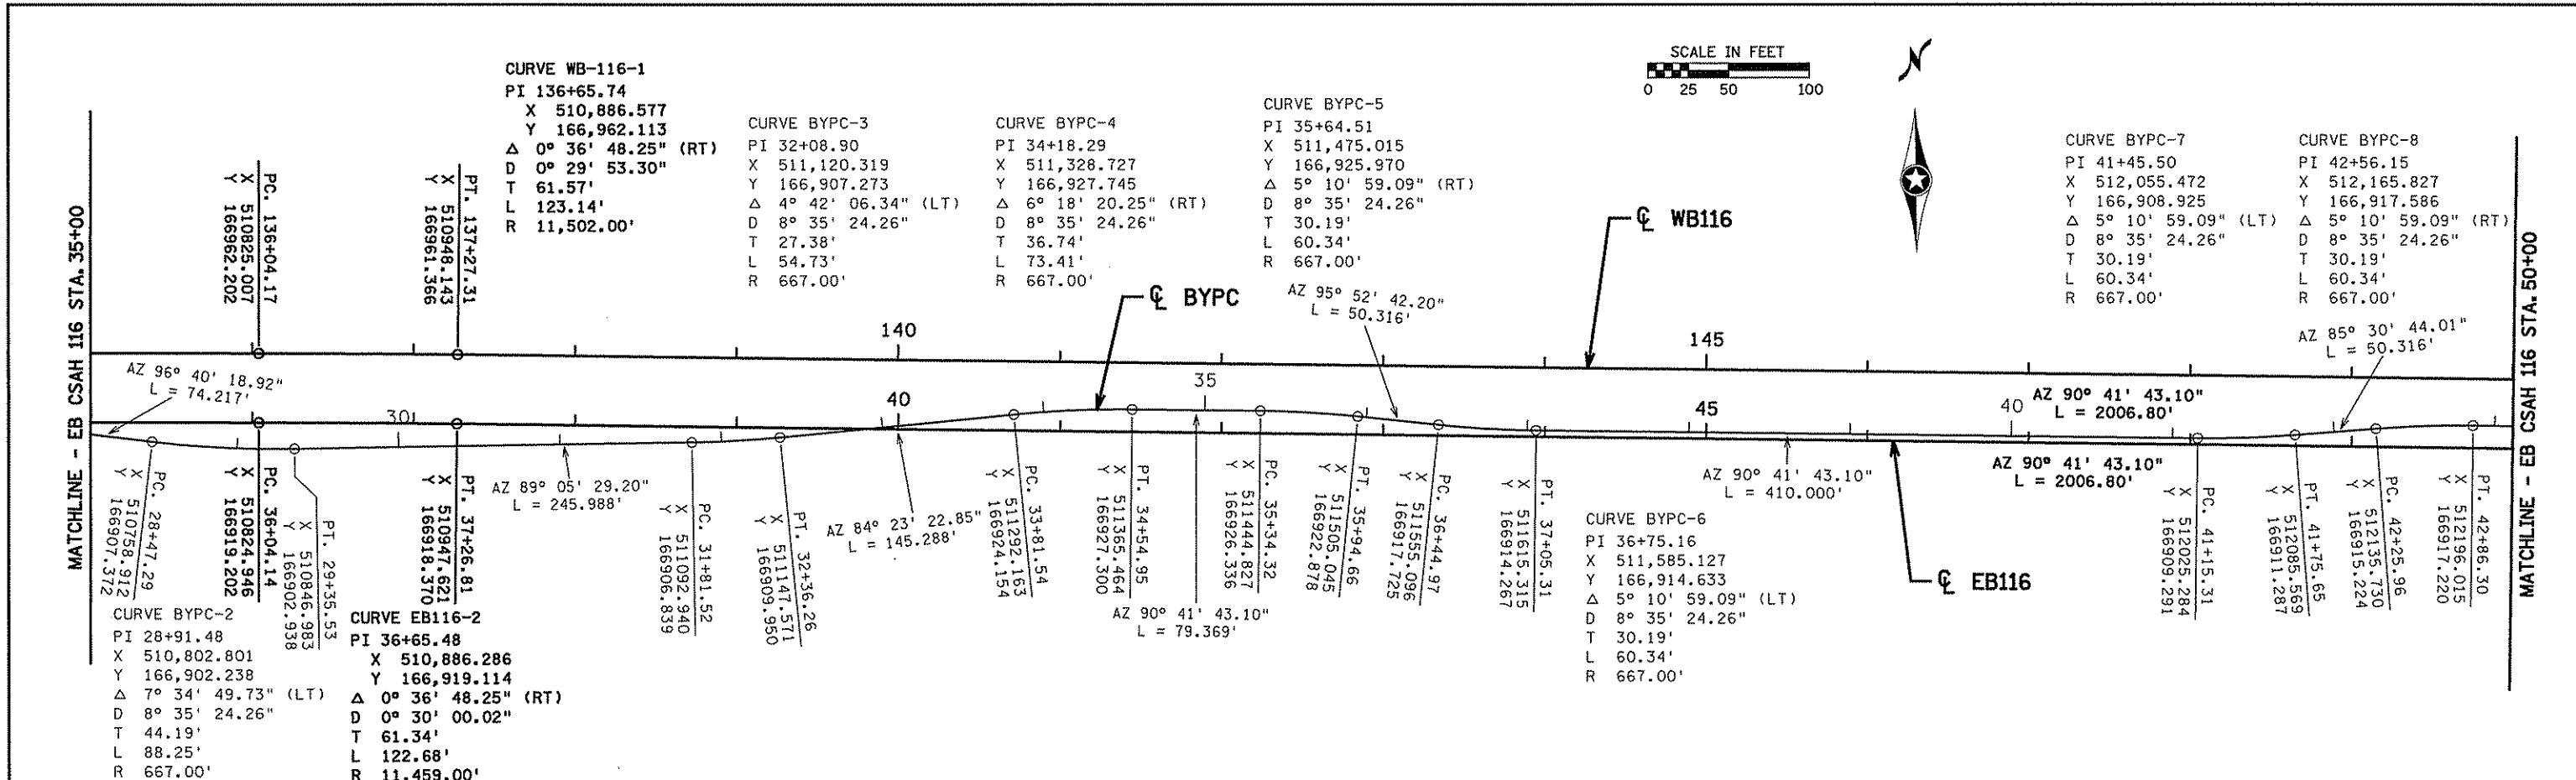 SCALE IN FEET
0 25 50 100
N
MATCHLINE - EB CSAH 116 STA. 35+00
CURVE WB-116-1
PI 136+65.74
X 510,886.577
Y 166,962.113
Δ 0° 36' 48.25" (RT)
D 0° 29' 53.30"
T 61.57'
L 123.14'
R 11,502.00'
CURVE BYPC-3
PI 32+08.90
X 511,120.319
Y 166,907.273
Δ 4° 42' 06.34" (LT)
D 8° 35' 24.26"
T 27.38'
L 54.73'
R 667.00'
CURVE BYPC-4
PI 34+18.29
X 511,328.727
Y 166,927.745
Δ 6° 18' 20.25" (RT)
D 8° 35' 24.26"
T 36.74'
L 73.41'
R 667.00'
CURVE BYPC-5
PI 35+64.51
X 511,475.015
Y 166,925.970
Δ 5° 10' 59.09" (RT)
D 8° 35' 24.26"
T 30.19'
L 60.34'
R 667.00'
CURVE BYPC-7
PI 41+45.50
X 512,055.472
Y 166,908.925
Δ 5° 10' 59.09" (LT)
D 8° 35' 24.26"
T 30.19'
L 60.34'
R 667.00'
CURVE BYPC-8
PI 42+56.15
X 512,165.827
Y 166,917.586
Δ 5° 10' 59.09" (RT)
D 8° 35' 24.26"
T 30.19'
L 60.34'
R 667.00'
PC. 136+04.17
X 510825.007
Y 166962.202
PT. 137+27.31
X 510948.143
Y 166961.366
℄ WB116
℄ BYPC
AZ 95° 52' 42.20"
L = 50.316'
AZ 85° 30' 44.01"
L = 50.316'
140
145
AZ 96° 40' 18.92"
L = 74.217'
30
40
35
45
40
AZ 90° 41' 43.10"
L = 2006.80'
AZ 90° 41' 43.10"
L = 2006.80'
PC. 28+47.29
X 510758.912
Y 166907.372
PC. 36+04.14
X 510824.946
Y 166919.202
PT. 29+35.53
X 510846.983
Y 166902.938
PT. 37+26.81
X 510947.621
Y 166918.370
AZ 89° 05' 29.20"
L = 245.988'
PC. 31+81.52
X 511092.940
Y 166906.839
PT. 32+36.26
X 511147.571
Y 166909.950
AZ 84° 23' 22.85"
L = 145.288'
PC. 33+81.54
X 511292.163
Y 166924.154
PT. 34+54.95
X 511365.464
Y 166927.300
AZ 90° 41' 43.10"
L = 79.369'
PC. 35+34.32
X 511444.827
Y 166926.336
PT. 35+94.66
X 511505.045
Y 166922.878
PC. 36+44.97
X 511555.096
Y 166917.725
PT. 37+05.31
X 511615.315
Y 166914.267
AZ 90° 41' 43.10"
L = 410.000'
℄ EB116
PC. 41+15.31
X 512025.284
Y 166909.291
PT. 41+75.65
X 512085.569
Y 166911.287
PC. 42+25.96
X 512135.730
Y 166915.224
PT. 42+86.30
X 512196.015
Y 166917.220
CURVE BYPC-2
PI 28+91.48
X 510,802.801
Y 166,902.238
Δ 7° 34' 49.73" (LT)
D 8° 35' 24.26"
T 44.19'
L 88.25'
R 667.00'
CURVE EB116-2
PI 36+65.48
X 510,886.286
Y 166,919.114
Δ 0° 36' 48.25" (RT)
D 0° 30' 00.02"
T 61.34'
L 122.68'
R 11,459.00'
CURVE BYPC-6
PI 36+75.16
X 511,585.127
Y 166,914.633
Δ 5° 10' 59.09" (LT)
D 8° 35' 24.26"
T 30.19'
L 60.34'
R 667.00'
MATCHLINE - EB CSAH 116 STA. 50+00